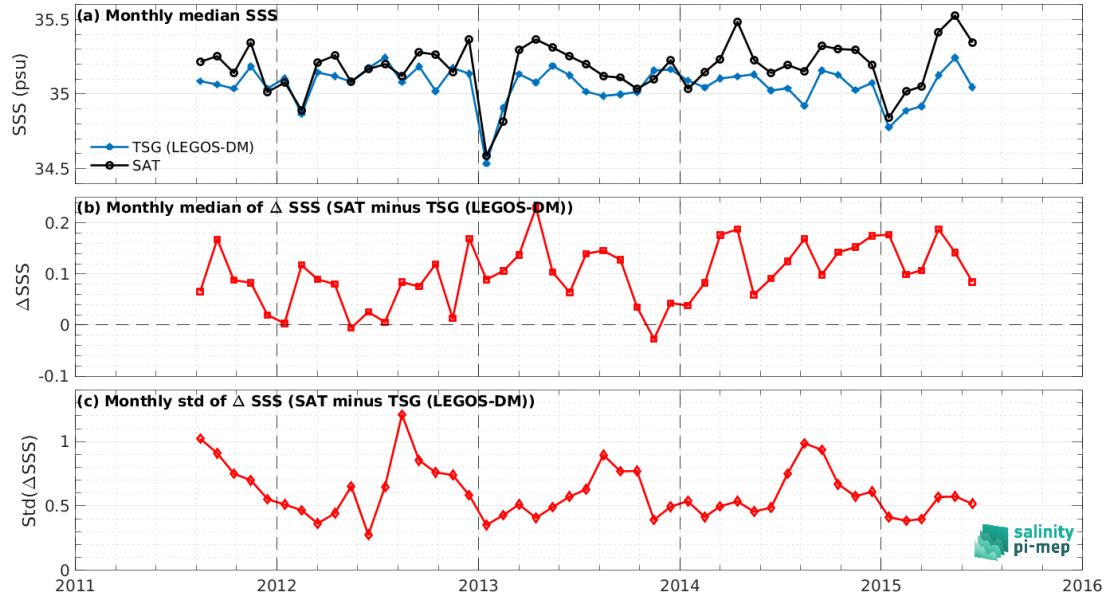 (a) Monthly median SSS
35.5
35
34.5
SSS (psu)
TSG (LEGOS-DM)
SAT
(b) Monthly median of Δ SSS (SAT minus TSG (LEGOS-DM))
0.2
0.1
0
-0.1
ΔSSS
(c) Monthly std of Δ SSS (SAT minus TSG (LEGOS-DM))
1
0.5
0
Std(ΔSSS)
salinity
pi-mep
2011 2012 2013 2014 2015 2016